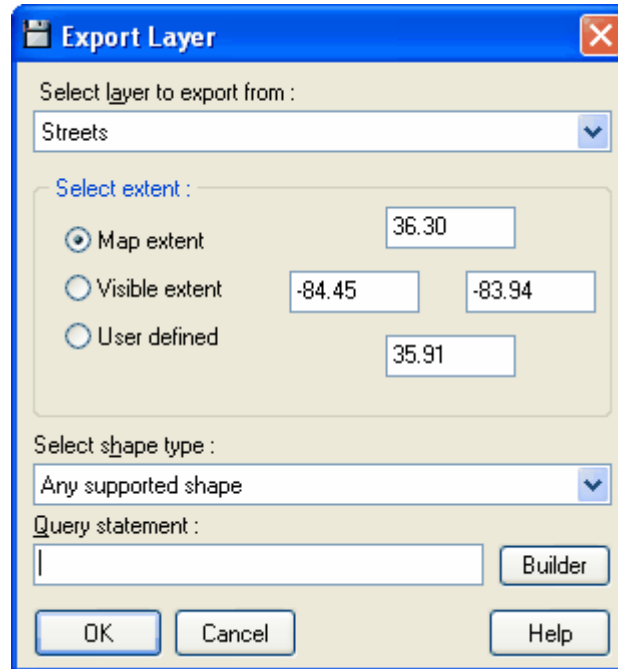 Export Layer
Select layer to export from :
Streets
Select extent :
Map extent
36.30
Visible extent
-84.45
-83.94
User defined
35.91
Select shape type :
Any supported shape
Query statement :
Builder
OK
Cancel
Help